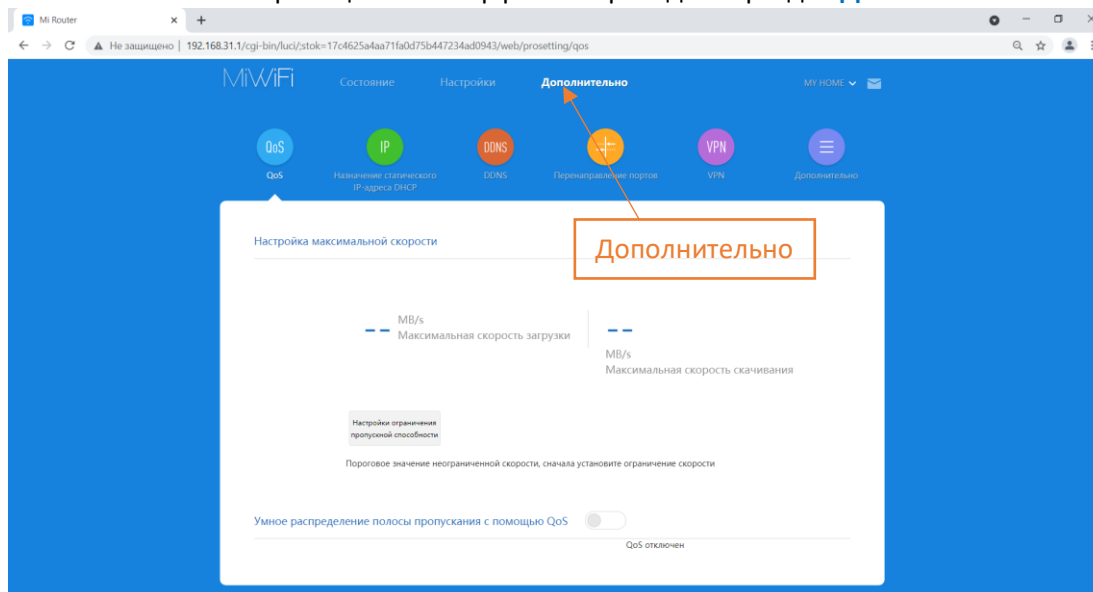 Mi Router
Не защищено | 192.168.31.1/cgi-bin/luci/;stok=17c4625a4aa71fa0d75b447234ad0943/web/prosetting/qos
MiWiFi Состояние Настройки Дополнительно MY HOME
QoS IP DDNS VPN
QoS Назначение статического IP-адреса DHCP DDNS Перенаправление портов VPN Дополнительно
Настройка максимальной скорости
Дополнительно
-- MB/s
Максимальная скорость загрузки
--
MB/s
Максимальная скорость скачивания
Настройки ограничения
пропускной способности
Пороговое значение неограниченной скорости, сначала установите ограничение скорости
Умное распределение полосы пропускания с помощью QoS
QoS отключен